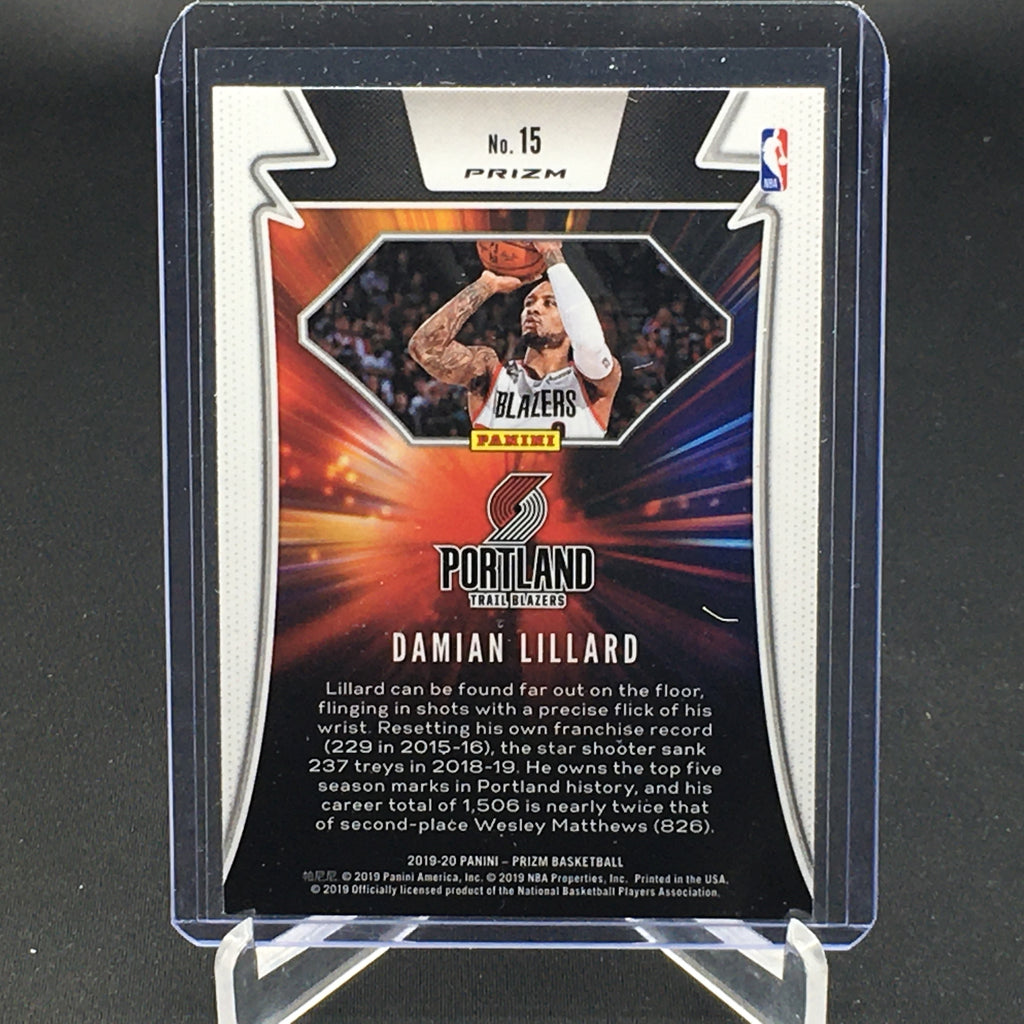 No. 15
PRIZM
NBA
BLAZERS
PANINI
PORTLAND
TRAIL BLAZERS
DAMIAN LILLARD
Lillard can be found far out on the floor,
flinging in shots with a precise flick of his
wrist. Resetting his own franchise record
(229 in 2015-16), the star shooter sank
237 treys in 2018-19. He owns the top five
season marks in Portland history, and his
career total of 1,506 is nearly twice that
of second-place Wesley Matthews (826).
2019-20 PANINI – PRIZM BASKETBALL
帕尼尼 © 2019 Panini America, Inc. © 2019 NBA Properties, Inc. Printed in the USA.
© 2019 Officially licensed product of the National Basketball Players Association.